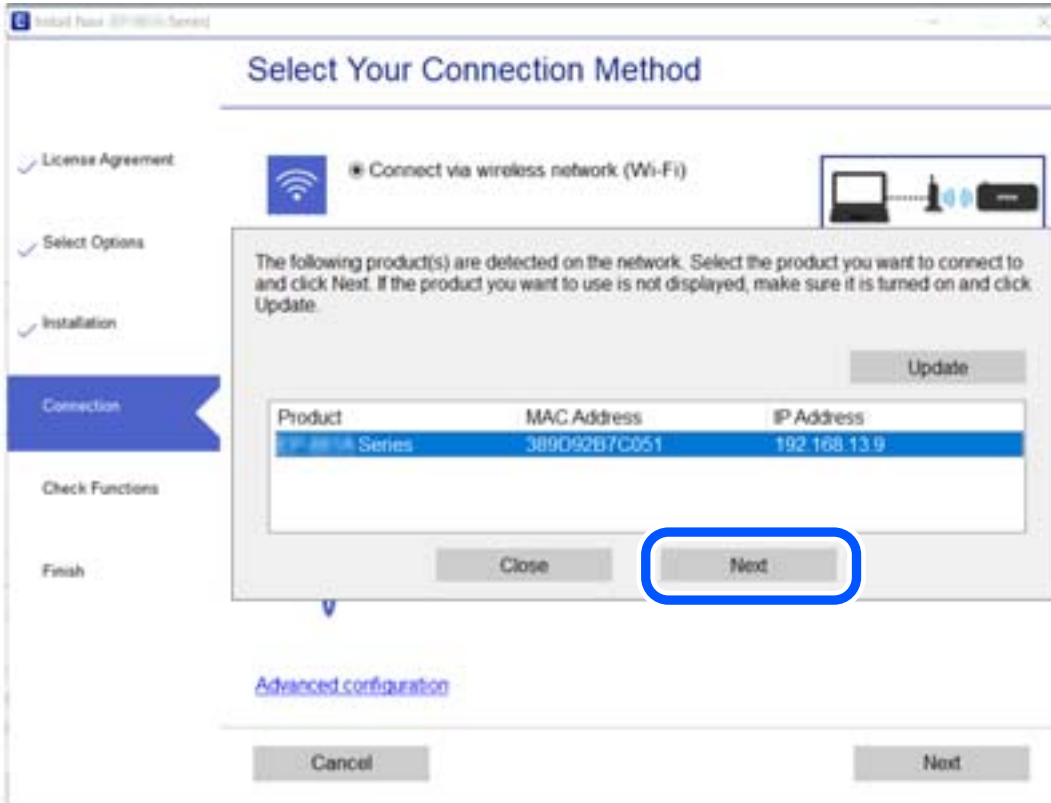 Select Your Connection Method
License Agreement
Select Options
Installation
Connection
Check Functions
Finish
Connect via wireless network (Wi-Fi)
The following product(s) are detected on the network. Select the product you want to connect to
and click Next. If the product you want to use is not displayed, make sure it is turned on and click
Update.
Update
Product MAC Address IP Address
Series 389D92B7C051 192.168.13.9
Close Next
Advanced configuration
Cancel Next